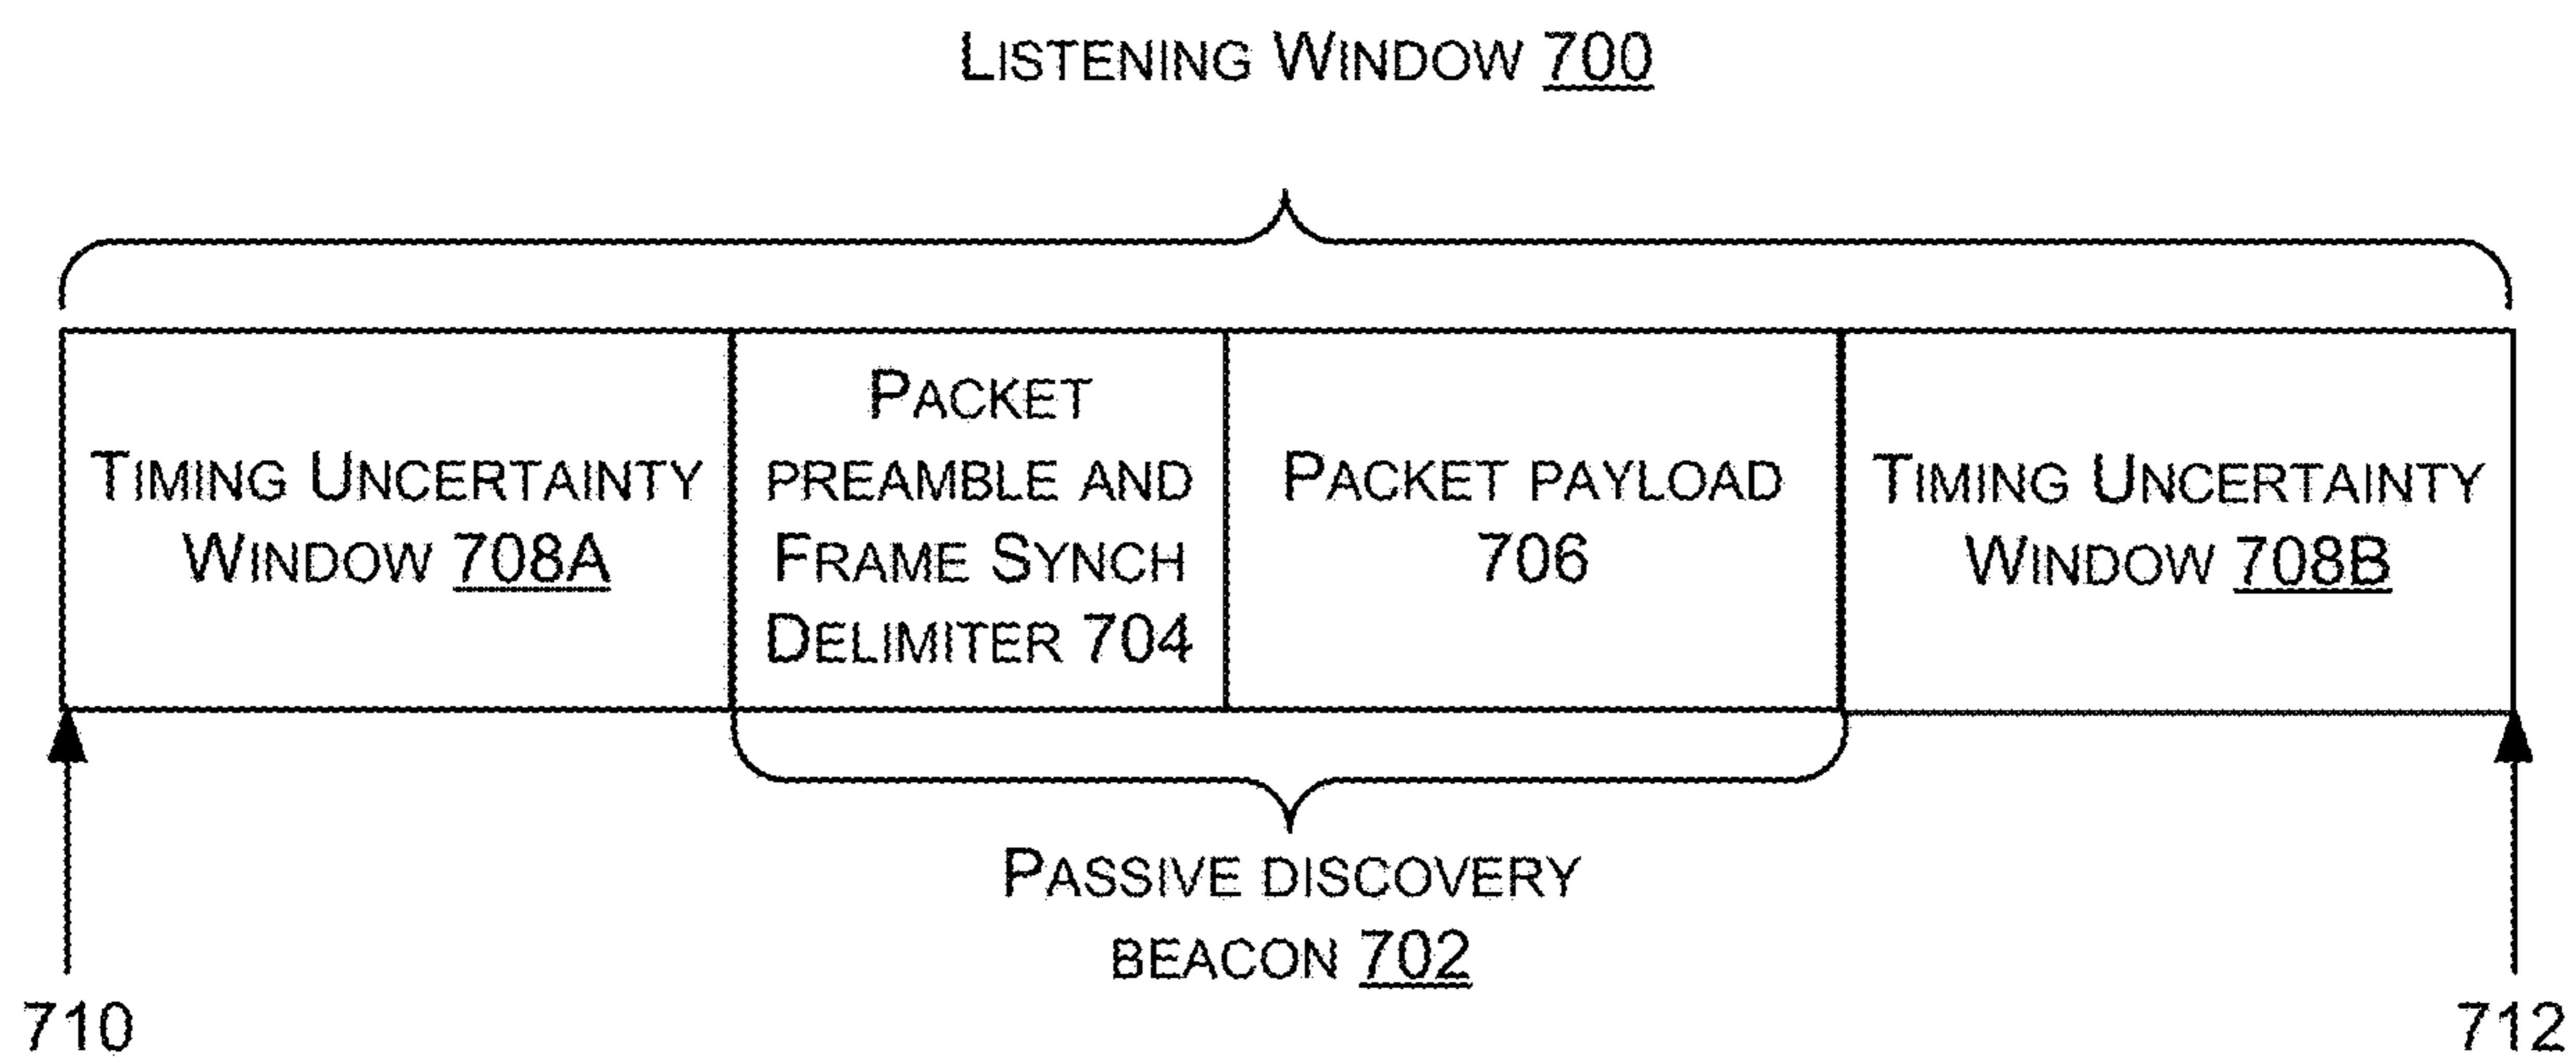 LISTENING WINDOW 700
TIMING UNCERTAINTY
WINDOW 708A
PACKET
PREAMBLE AND
FRAME SYNCH
DELIMITER 704
PACKET PAYLOAD
706
TIMING UNCERTAINTY
WINDOW 708B
PASSIVE DISCOVERY
BEACON 702
710
712